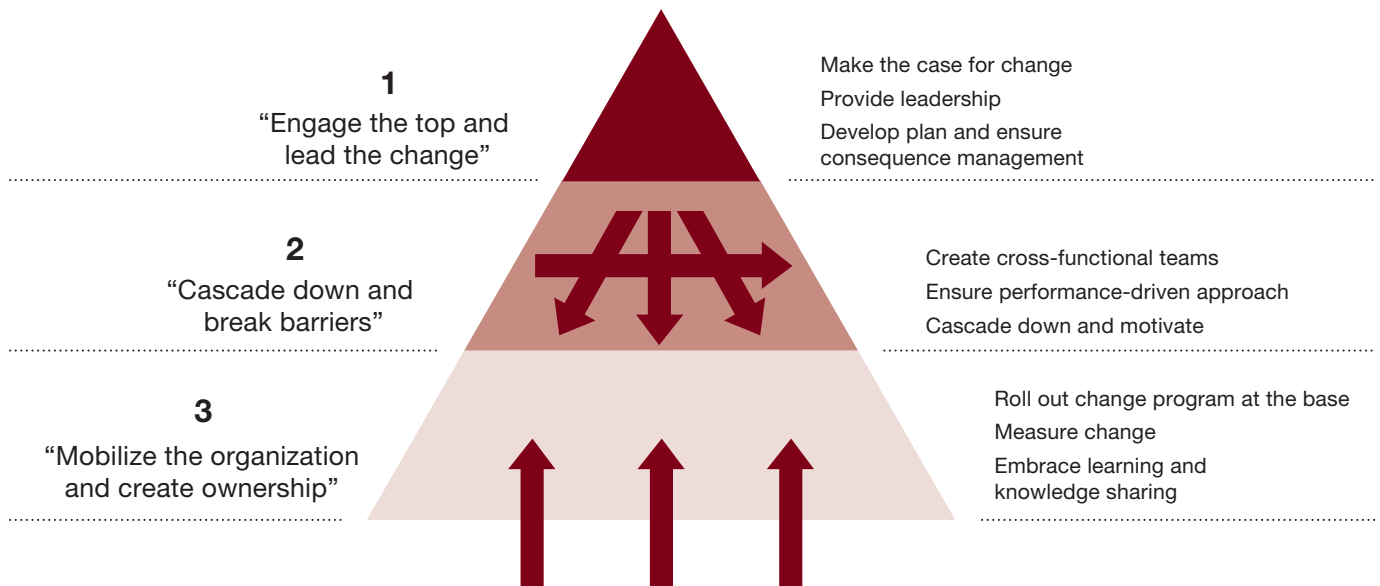 1
“Engage the top and
lead the change”
Make the case for change
Provide leadership
Develop plan and ensure
consequence management
2
“Cascade down and
break barriers”
Create cross-functional teams
Ensure performance-driven approach
Cascade down and motivate
3
“Mobilize the organization
and create ownership”
Roll out change program at the base
Measure change
Embrace learning and
knowledge sharing